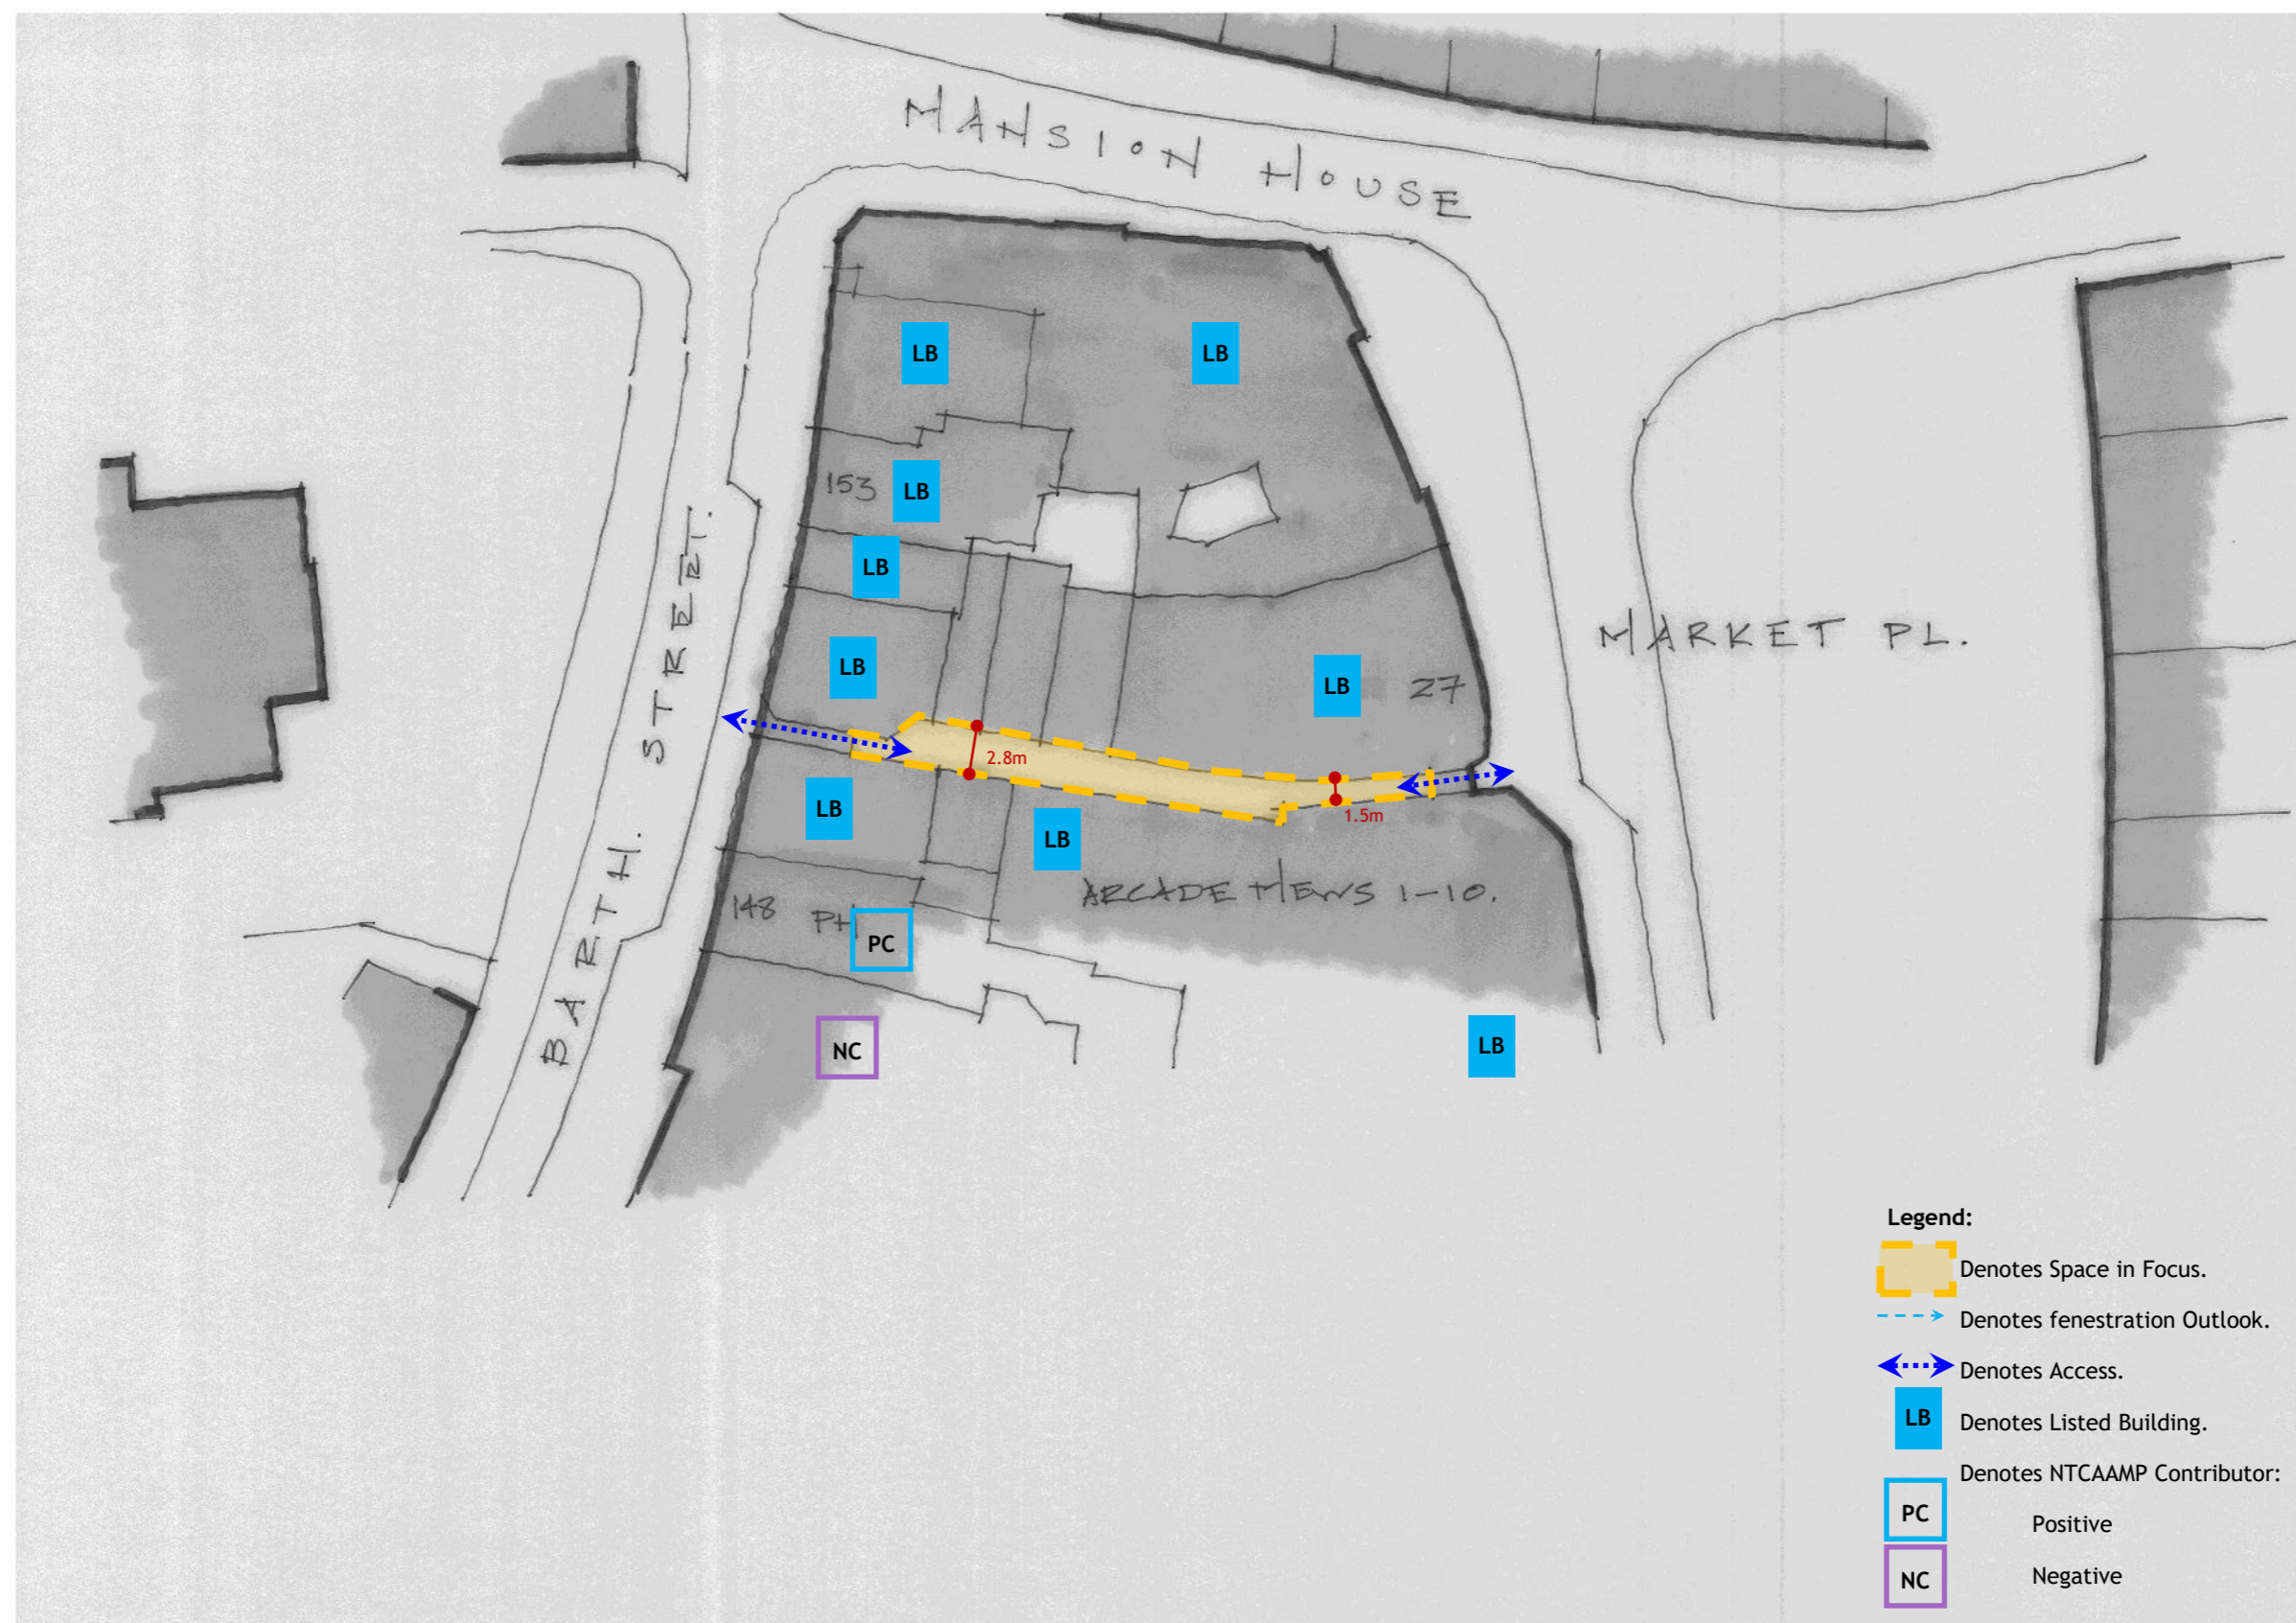 MANSION HOUSE
LB
LB
153
LB
LB
BARTH. STREET.
MARKET PL.
LB
LB
27
2.8m
LB
1.5m
LB
ARCADE MEWS 1-10.
148 PH
PC
NC
LB
Legend:
Denotes Space in Focus.
Denotes fenestration Outlook.
Denotes Access.
LB
Denotes Listed Building.
Denotes NTCAAMP Contributor:
PC
Positive
NC
Negative